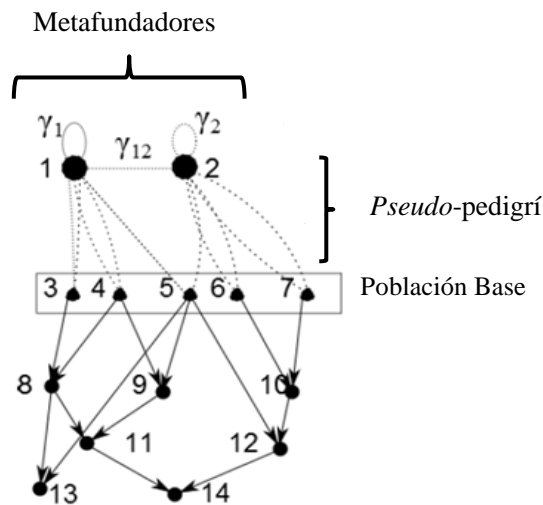 Metafundadores
γ1 γ2
1 γ12 2
Pseudo-pedigrí
3 4 5 6 7 Población Base
8 9 10
11 12
13 14